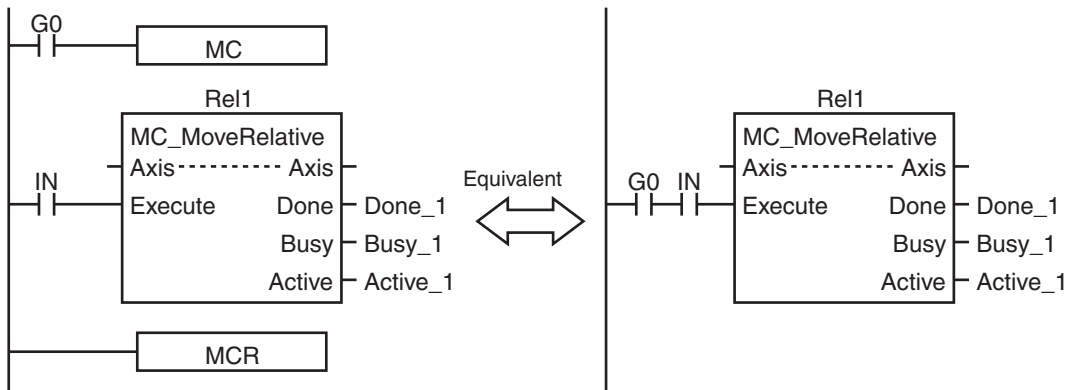 G0
MC
Rel1
MC_MoveRelative
Axis Axis
IN
Execute Done Done_1
Busy Busy_1
Active Active_1
MCR
Equivalent
Rel1
MC_MoveRelative
Axis Axis
G0 IN
Execute Done Done_1
Busy Busy_1
Active Active_1